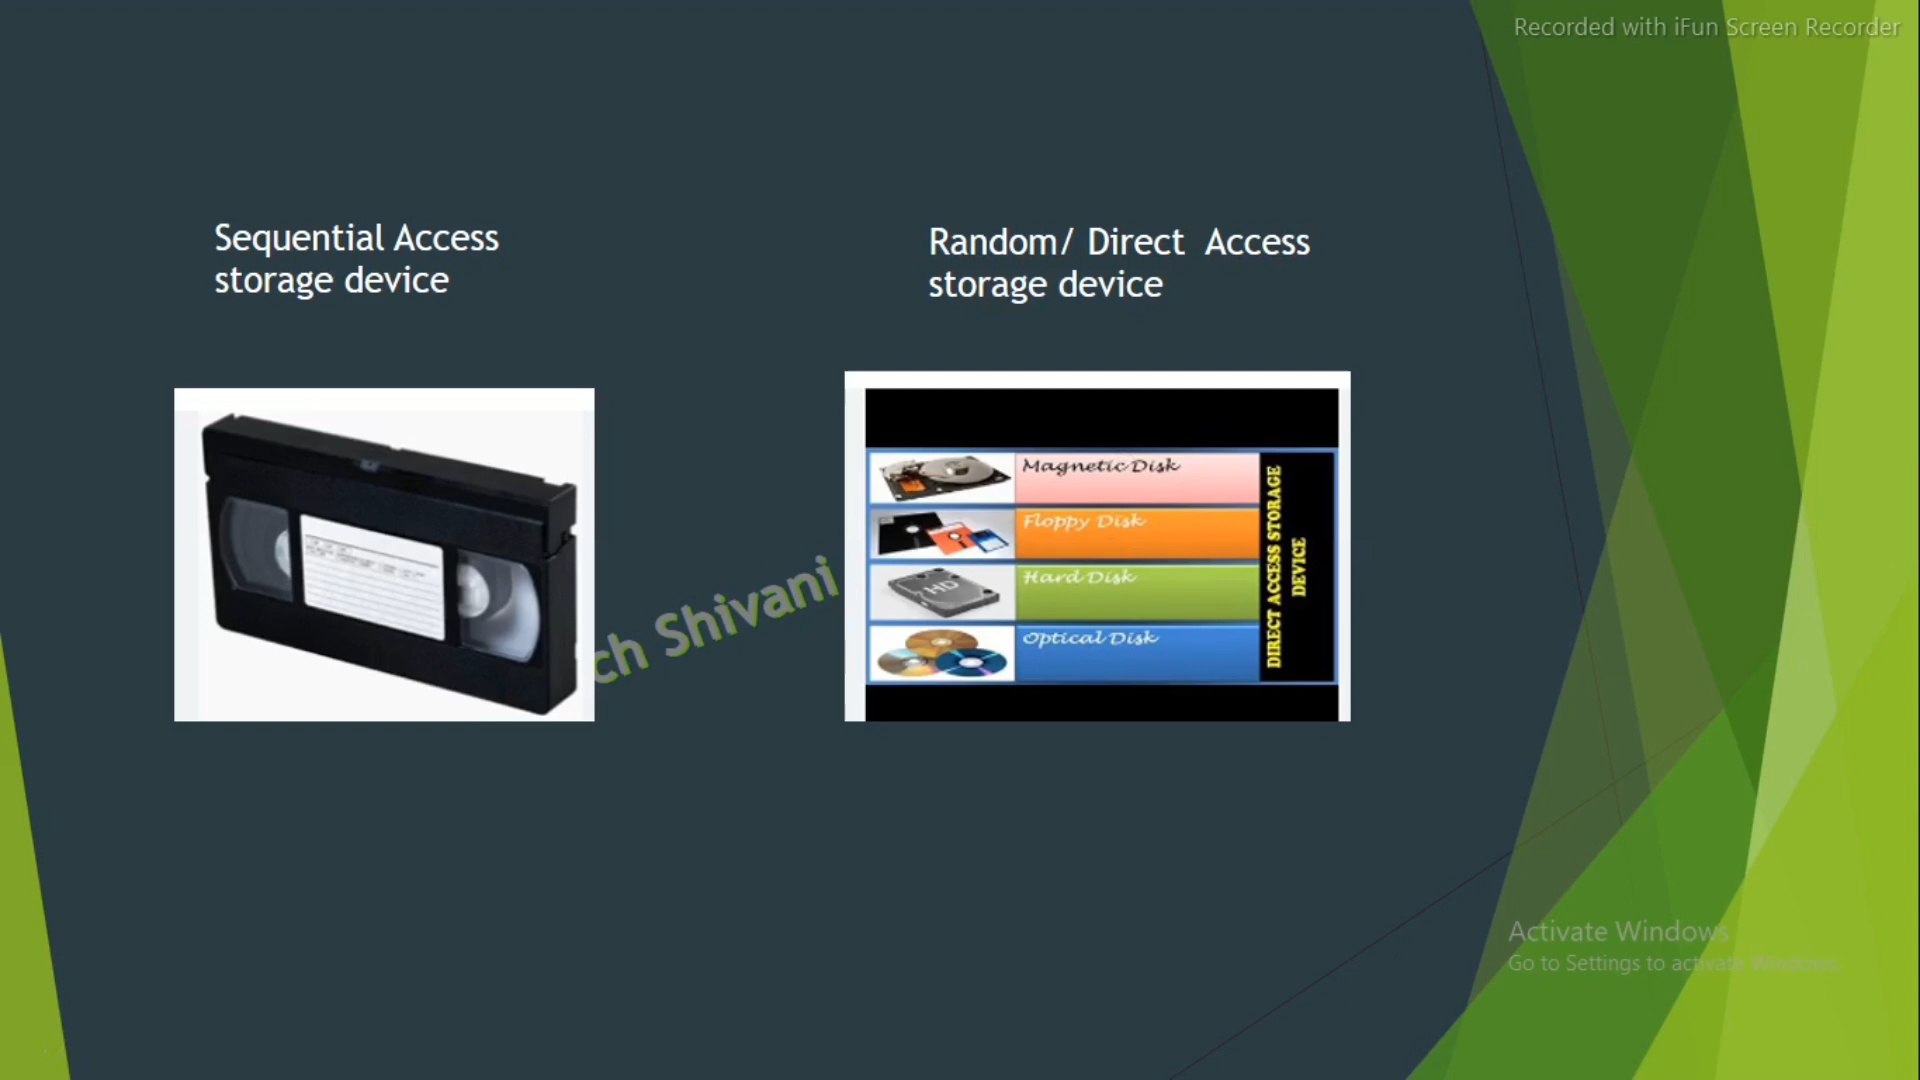 Recorded with iFun Screen Recorder
Sequential Access
storage device
Random/ Direct  Access
storage device
Magnetic Disk
Floppy Disk
Hard Disk
HD
Optical Disk
DIRECT ACCESS STORAGE
DEVICE
ch Shivani
Activate Windows
Go to Settings to activate Windows.